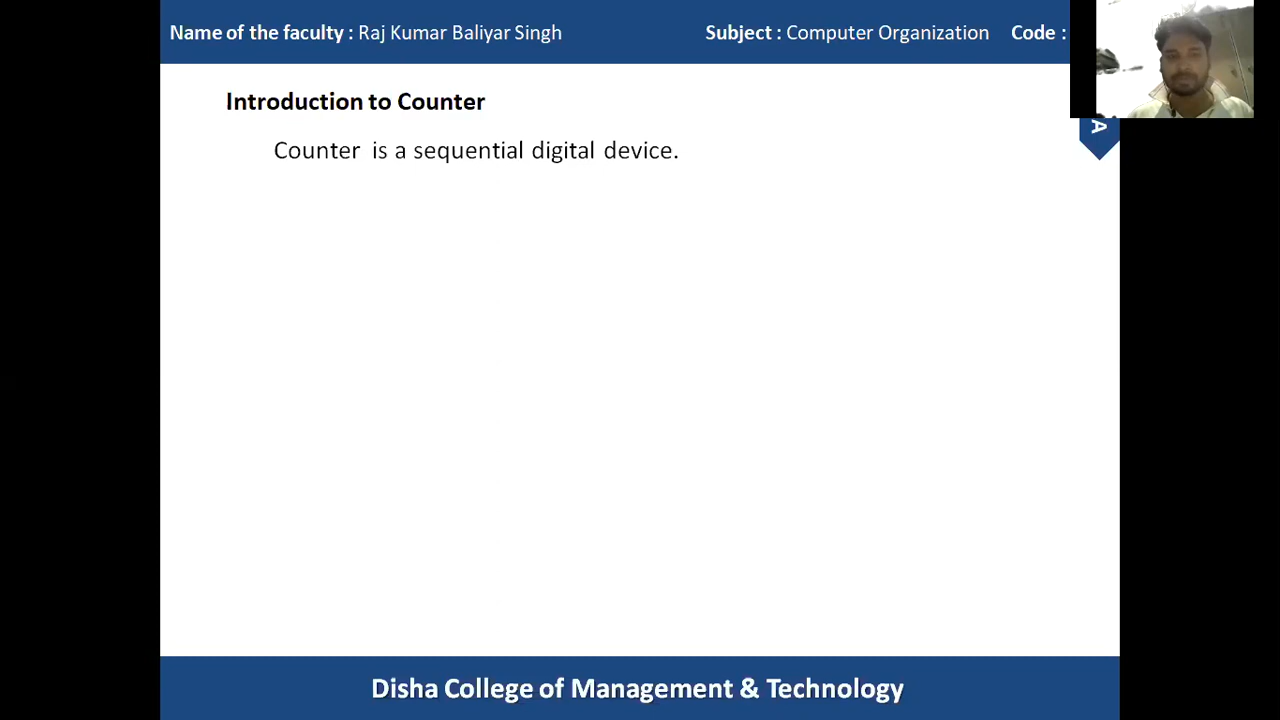 Name of the faculty : Raj Kumar Baliyar Singh Subject : Computer Organization Code :
A
Introduction to Counter
Counter is a sequential digital device.
Disha College of Management & Technology